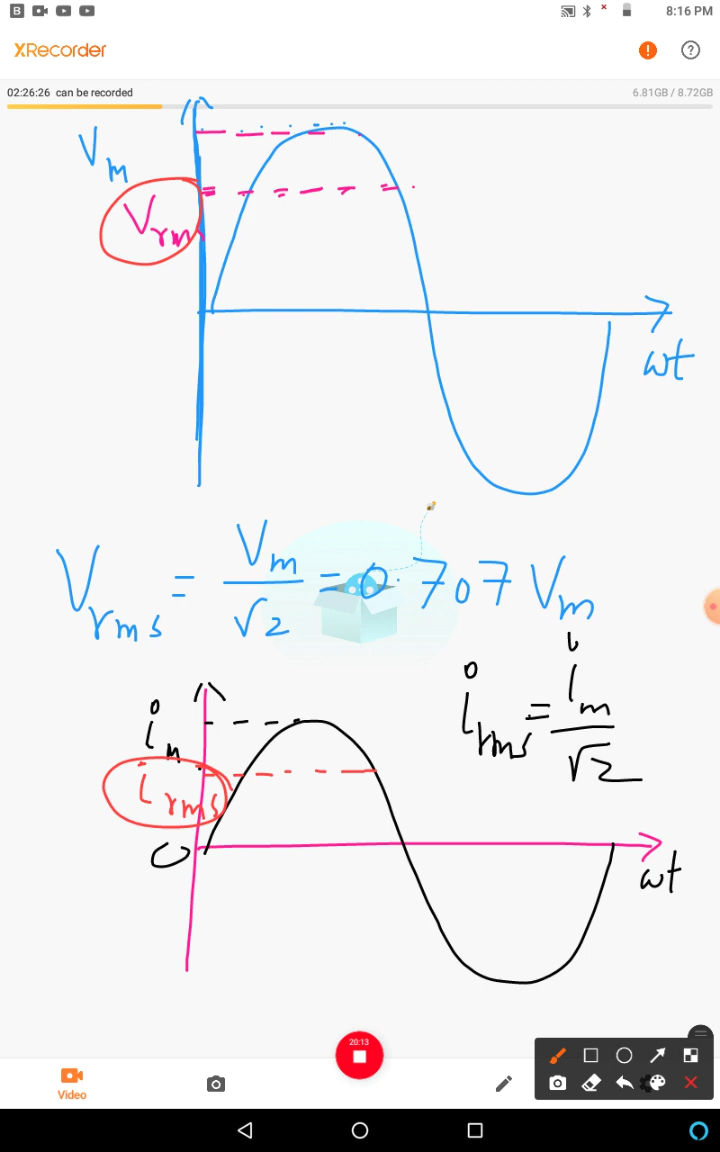 B 8:16 PM
XRecorder ! ?
02:26:26 can be recorded 6.81GB / 8.72GB
Vm
Vrm
ωt
Vrms = Vm/√2 = 0.707 Vm
im
irms = im/√2
irms
0
ωt
20:13
Video